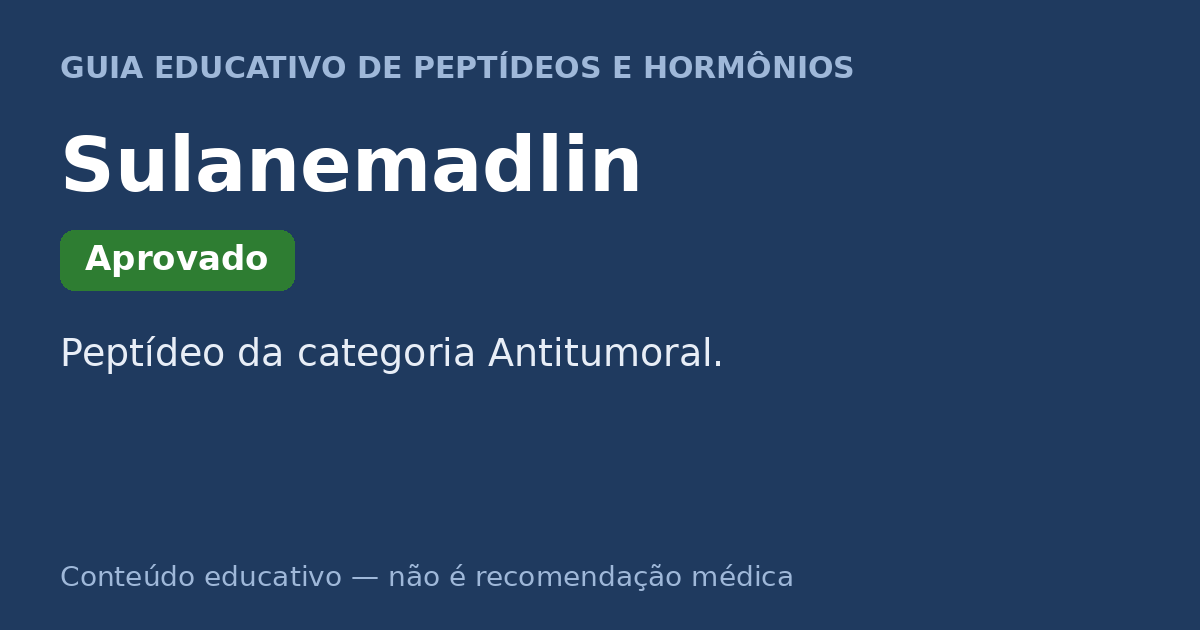 GUIA EDUCATIVO DE PEPTÍDEOS E HORMÔNIOS
Sulanemadlin
Aprovado
Peptídeo da categoria Antitumoral.
Conteúdo educativo — não é recomendação médica